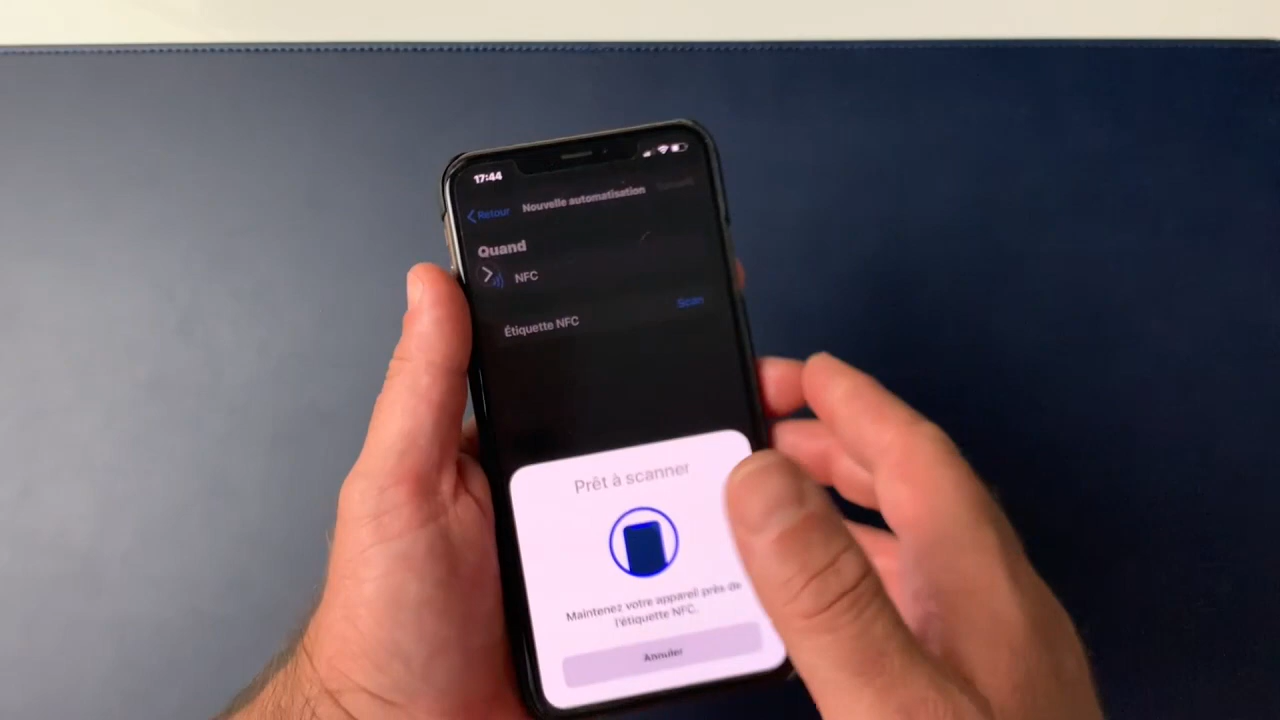 17:44
Retour Nouvelle automatisation
Quand
NFC
Scan
Étiquette NFC
Prêt à scanner
Maintenez votre appareil près de
l'étiquette NFC.
Annuler